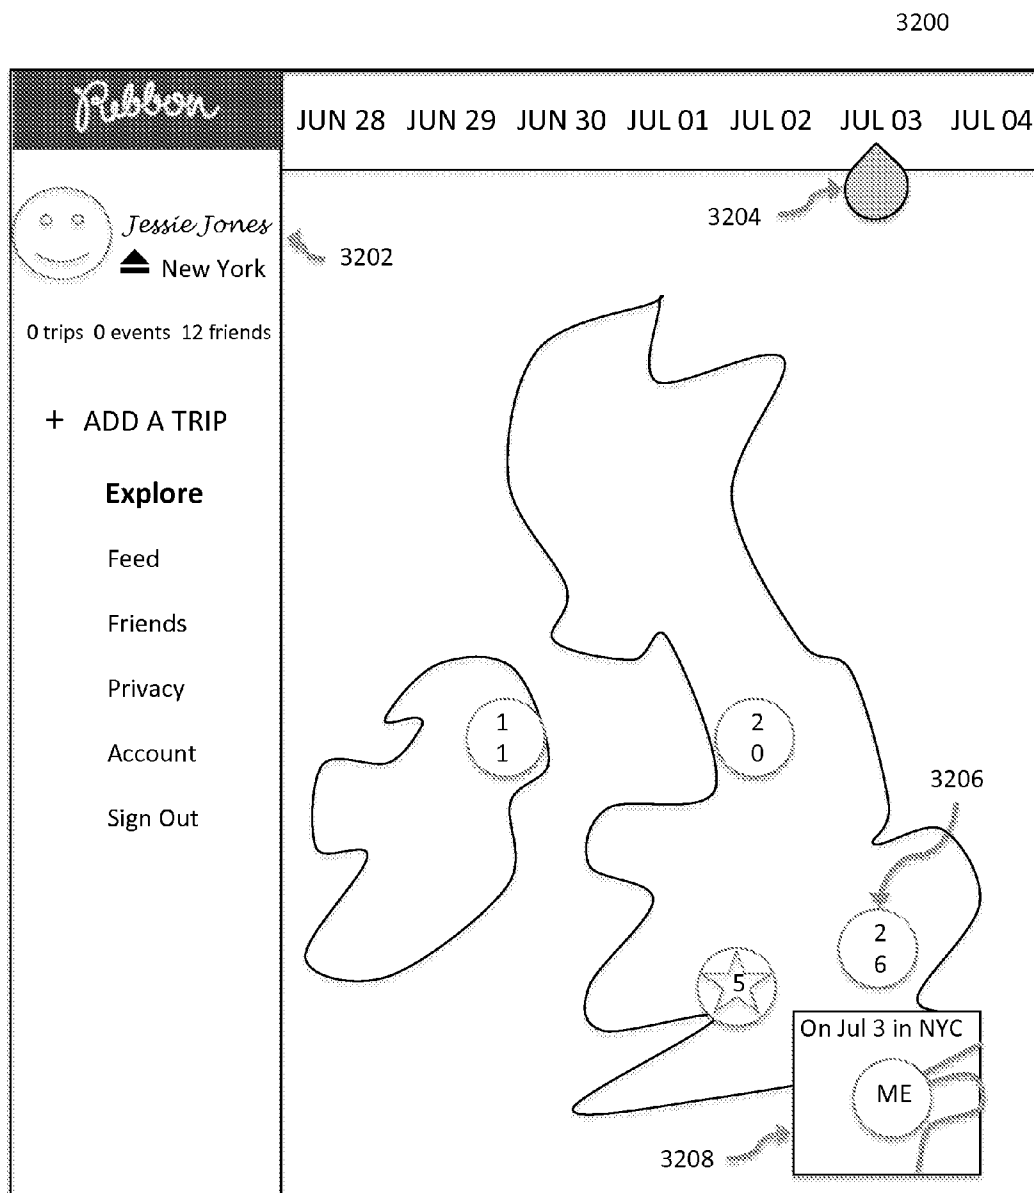 3200
Ribbon
JUN 28 JUN 29 JUN 30 JUL 01 JUL 02 JUL 03 JUL 04
3204
Jessie Jones
3202
New York
0 trips 0 events 12 friends
+ ADD A TRIP
Explore
Feed
Friends
Privacy
Account
Sign Out
1
1
2
0
3206
2
6
5
On Jul 3 in NYC
ME
3208